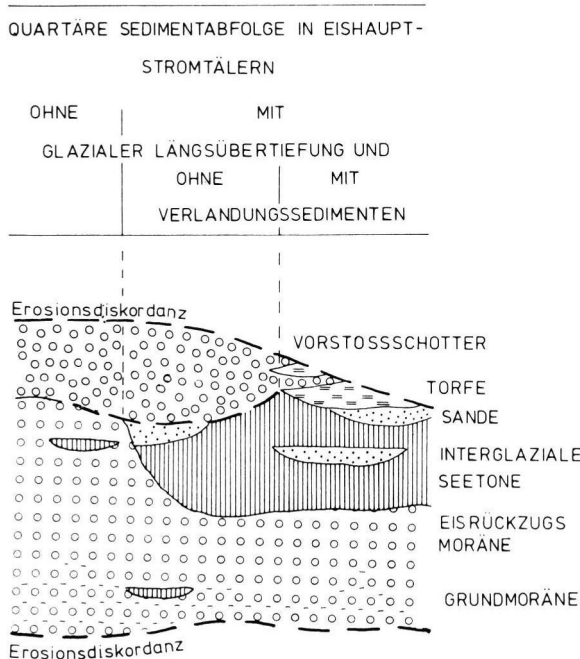 QUARTÄRE SEDIMENTABFOLGE IN EISHAUPT-
STROMTÄLERN
OHNE MIT
GLAZIALER LÄNGSÜBERTIEFUNG UND
OHNE MIT
VERLANDUNGSSEDIMENTEN
Erosionsdiskordanz
VORSTOSSSCHOTTER
TORFE
SANDE
INTERGLAZIALE
SEETONE
EISRÜCKZUGS
MORÄNE
GRUNDMORÄNE
Erosionsdiskordanz